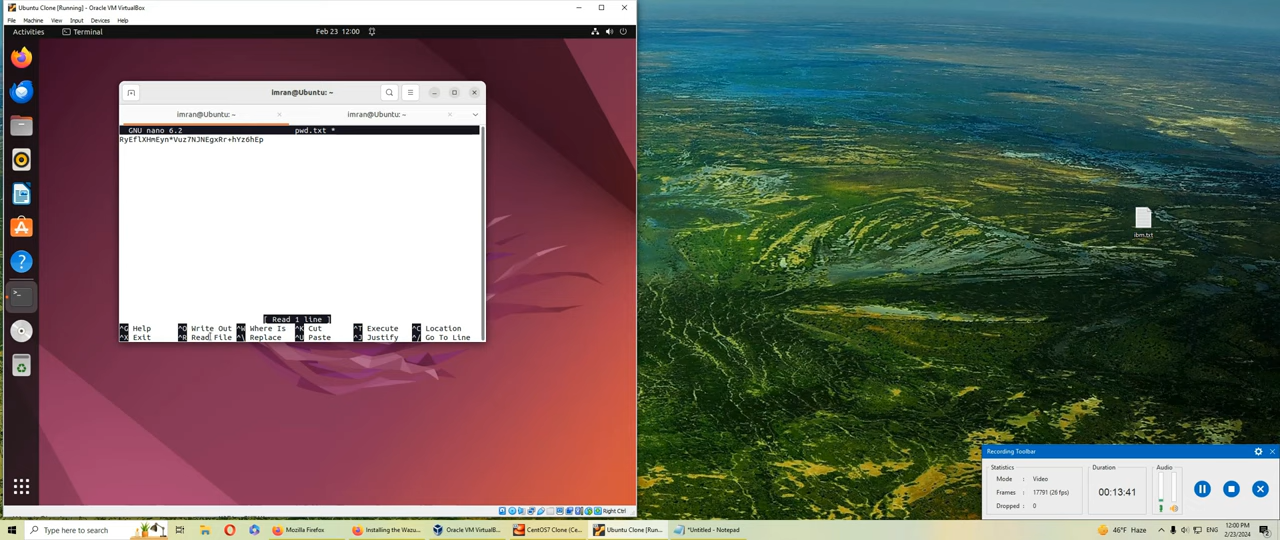 Ubuntu Clone [Running] - Oracle VM VirtualBox
File Machine View Input Devices Help
Activities Terminal Feb 23 12:00
imran@Ubuntu: ~
imran@Ubuntu: ~ imran@Ubuntu: ~
GNU nano 6.2 pwd.txt *
RyEflXHmEyn*Vuz7NJNEgxRr+hYz6hEp
[ Read 1 line ]
^G Help ^O Write Out ^W Where Is ^K Cut ^T Execute ^C Location
^X Exit ^R Read File ^\ Replace ^U Paste ^J Justify ^/ Go To Line
ibm.txt
Recording Toolbar
Statistics Duration Audio
Mode : Video
Frames : 17791 (26 fps) 00:13:41
Dropped : 0
Right Ctrl
Type here to search Mozilla Firefox Installing the Wazu... Oracle VM VirtualB... CentOS7 Clone (Ce... Ubuntu Clone [Run... *Untitled - Notepad 46°F Haze ENG 12:00 PM
2/23/2024